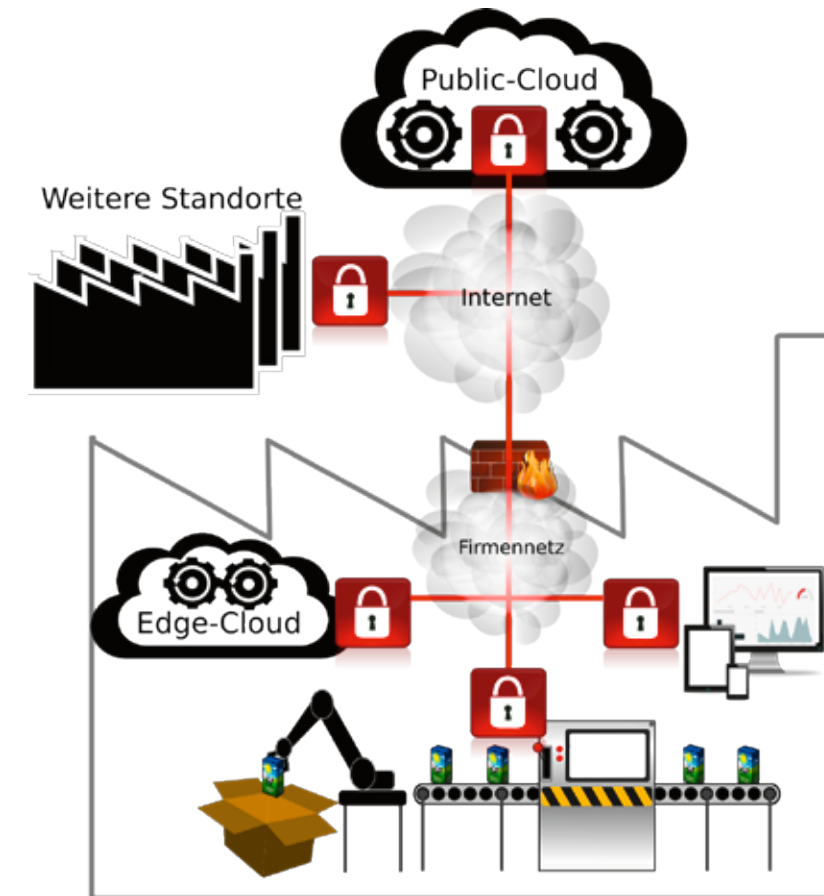 Public-Cloud
Weitere Standorte
Internet
Firmennetz
Edge-Cloud